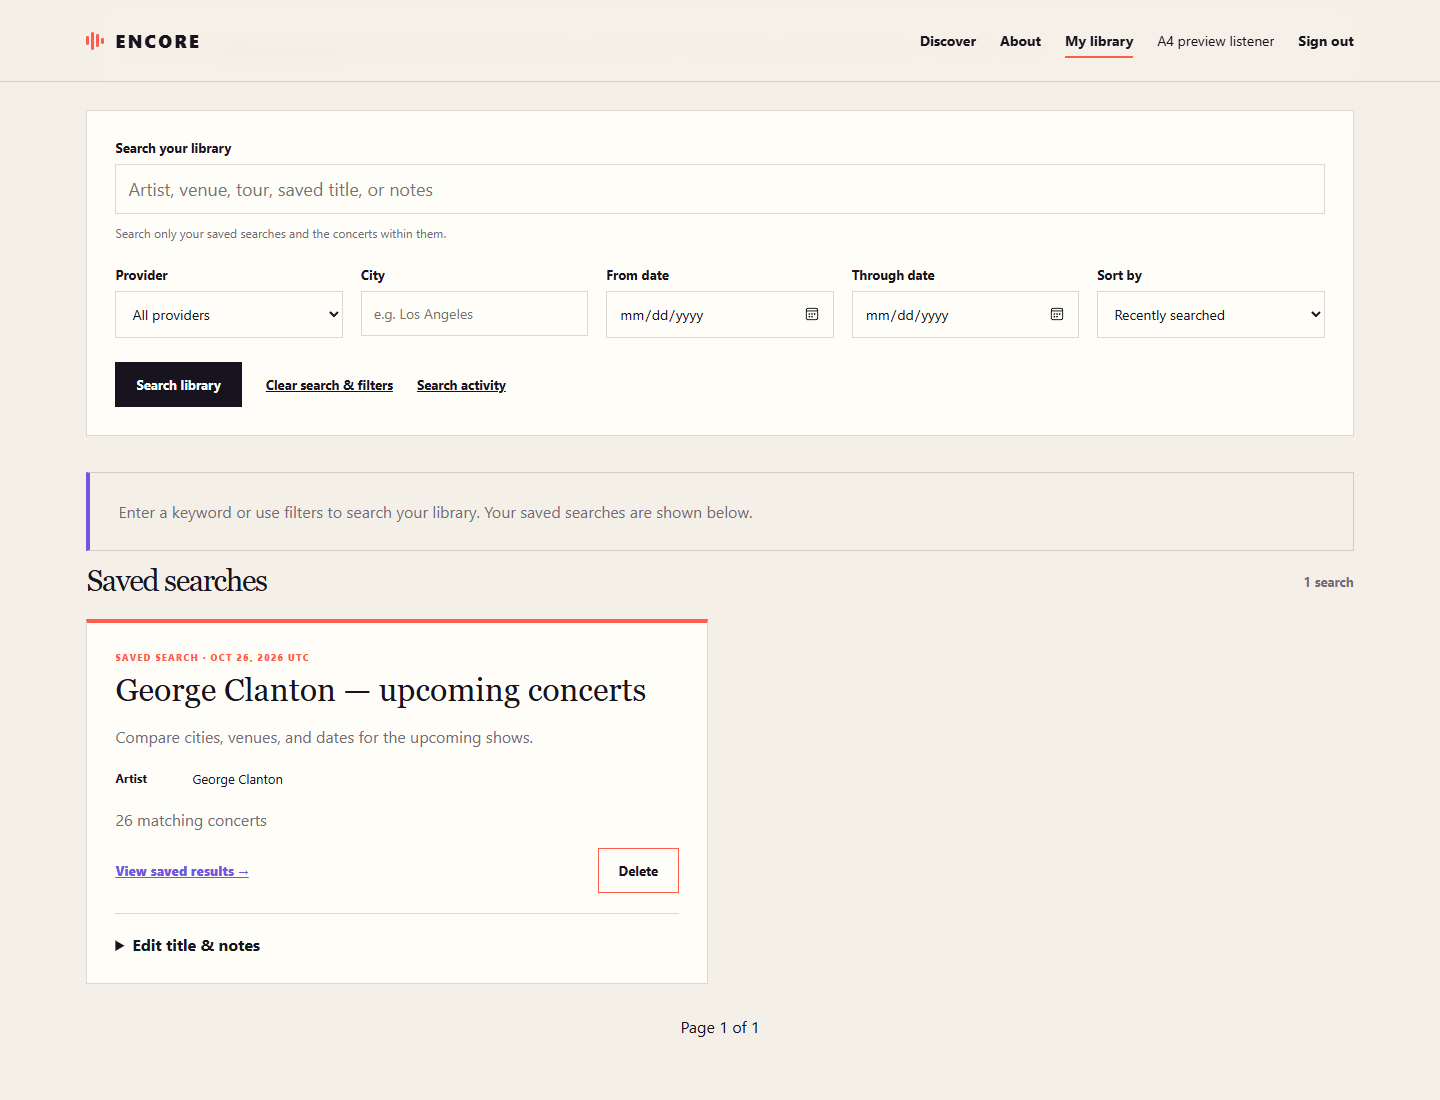 ENCORE
Discover About My library A4 preview listener Sign out
Search your library
Artist, venue, tour, saved title, or notes
Search only your saved searches and the concerts within them.
Provider City From date Through date Sort by
All providers e.g. Los Angeles mm/dd/yyyy mm/dd/yyyy Recently searched
Search library Clear search & filters Search activity
Enter a keyword or use filters to search your library. Your saved searches are shown below.
Saved searches 1 search
SAVED SEARCH · OCT 26, 2026 UTC
George Clanton — upcoming concerts
Compare cities, venues, and dates for the upcoming shows.
Artist George Clanton
26 matching concerts
View saved results → Delete
Edit title & notes
Page 1 of 1